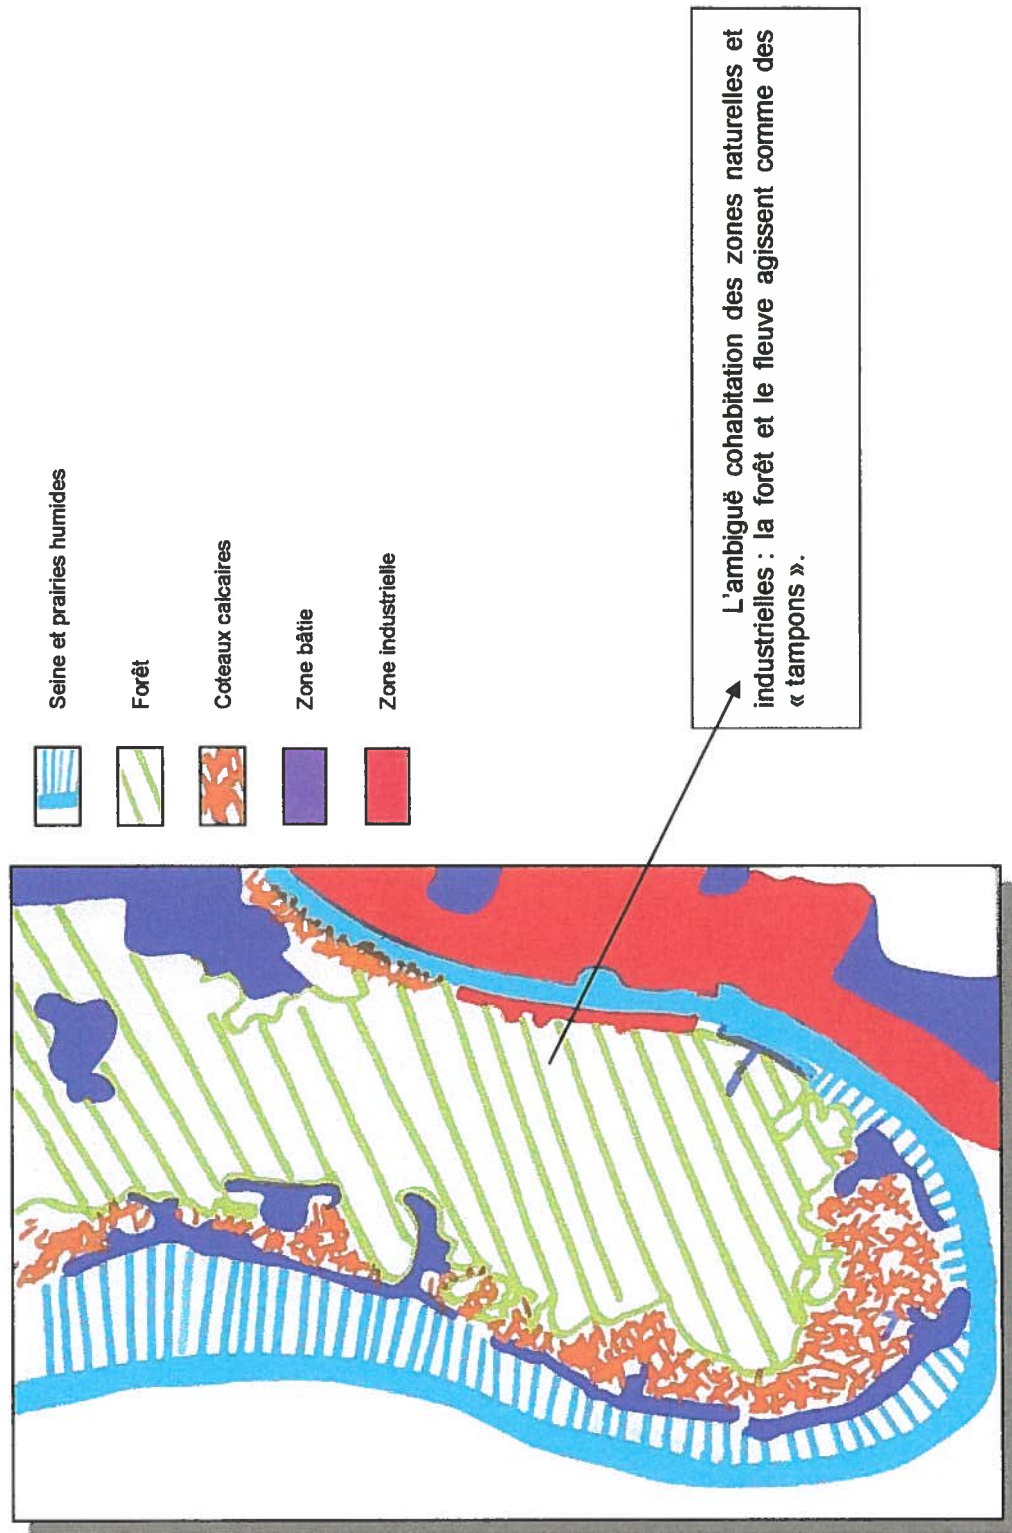 Seine et prairies humides
Forêt
Coteaux calcaires
Zone bâtie
Zone industrielle
L'ambiguë cohabitation des zones naturelles et
industrielles : la forêt et le fleuve agissent comme des
« tampons ».